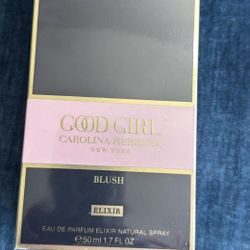 GOOD GIRL
CAROLINA HERRERA
NEW YORK
BLUSH
ELIXIR
EAU DE PARFUM ELIXIR NATURAL SPRAY
℮50 ml 1.7 FL OZ